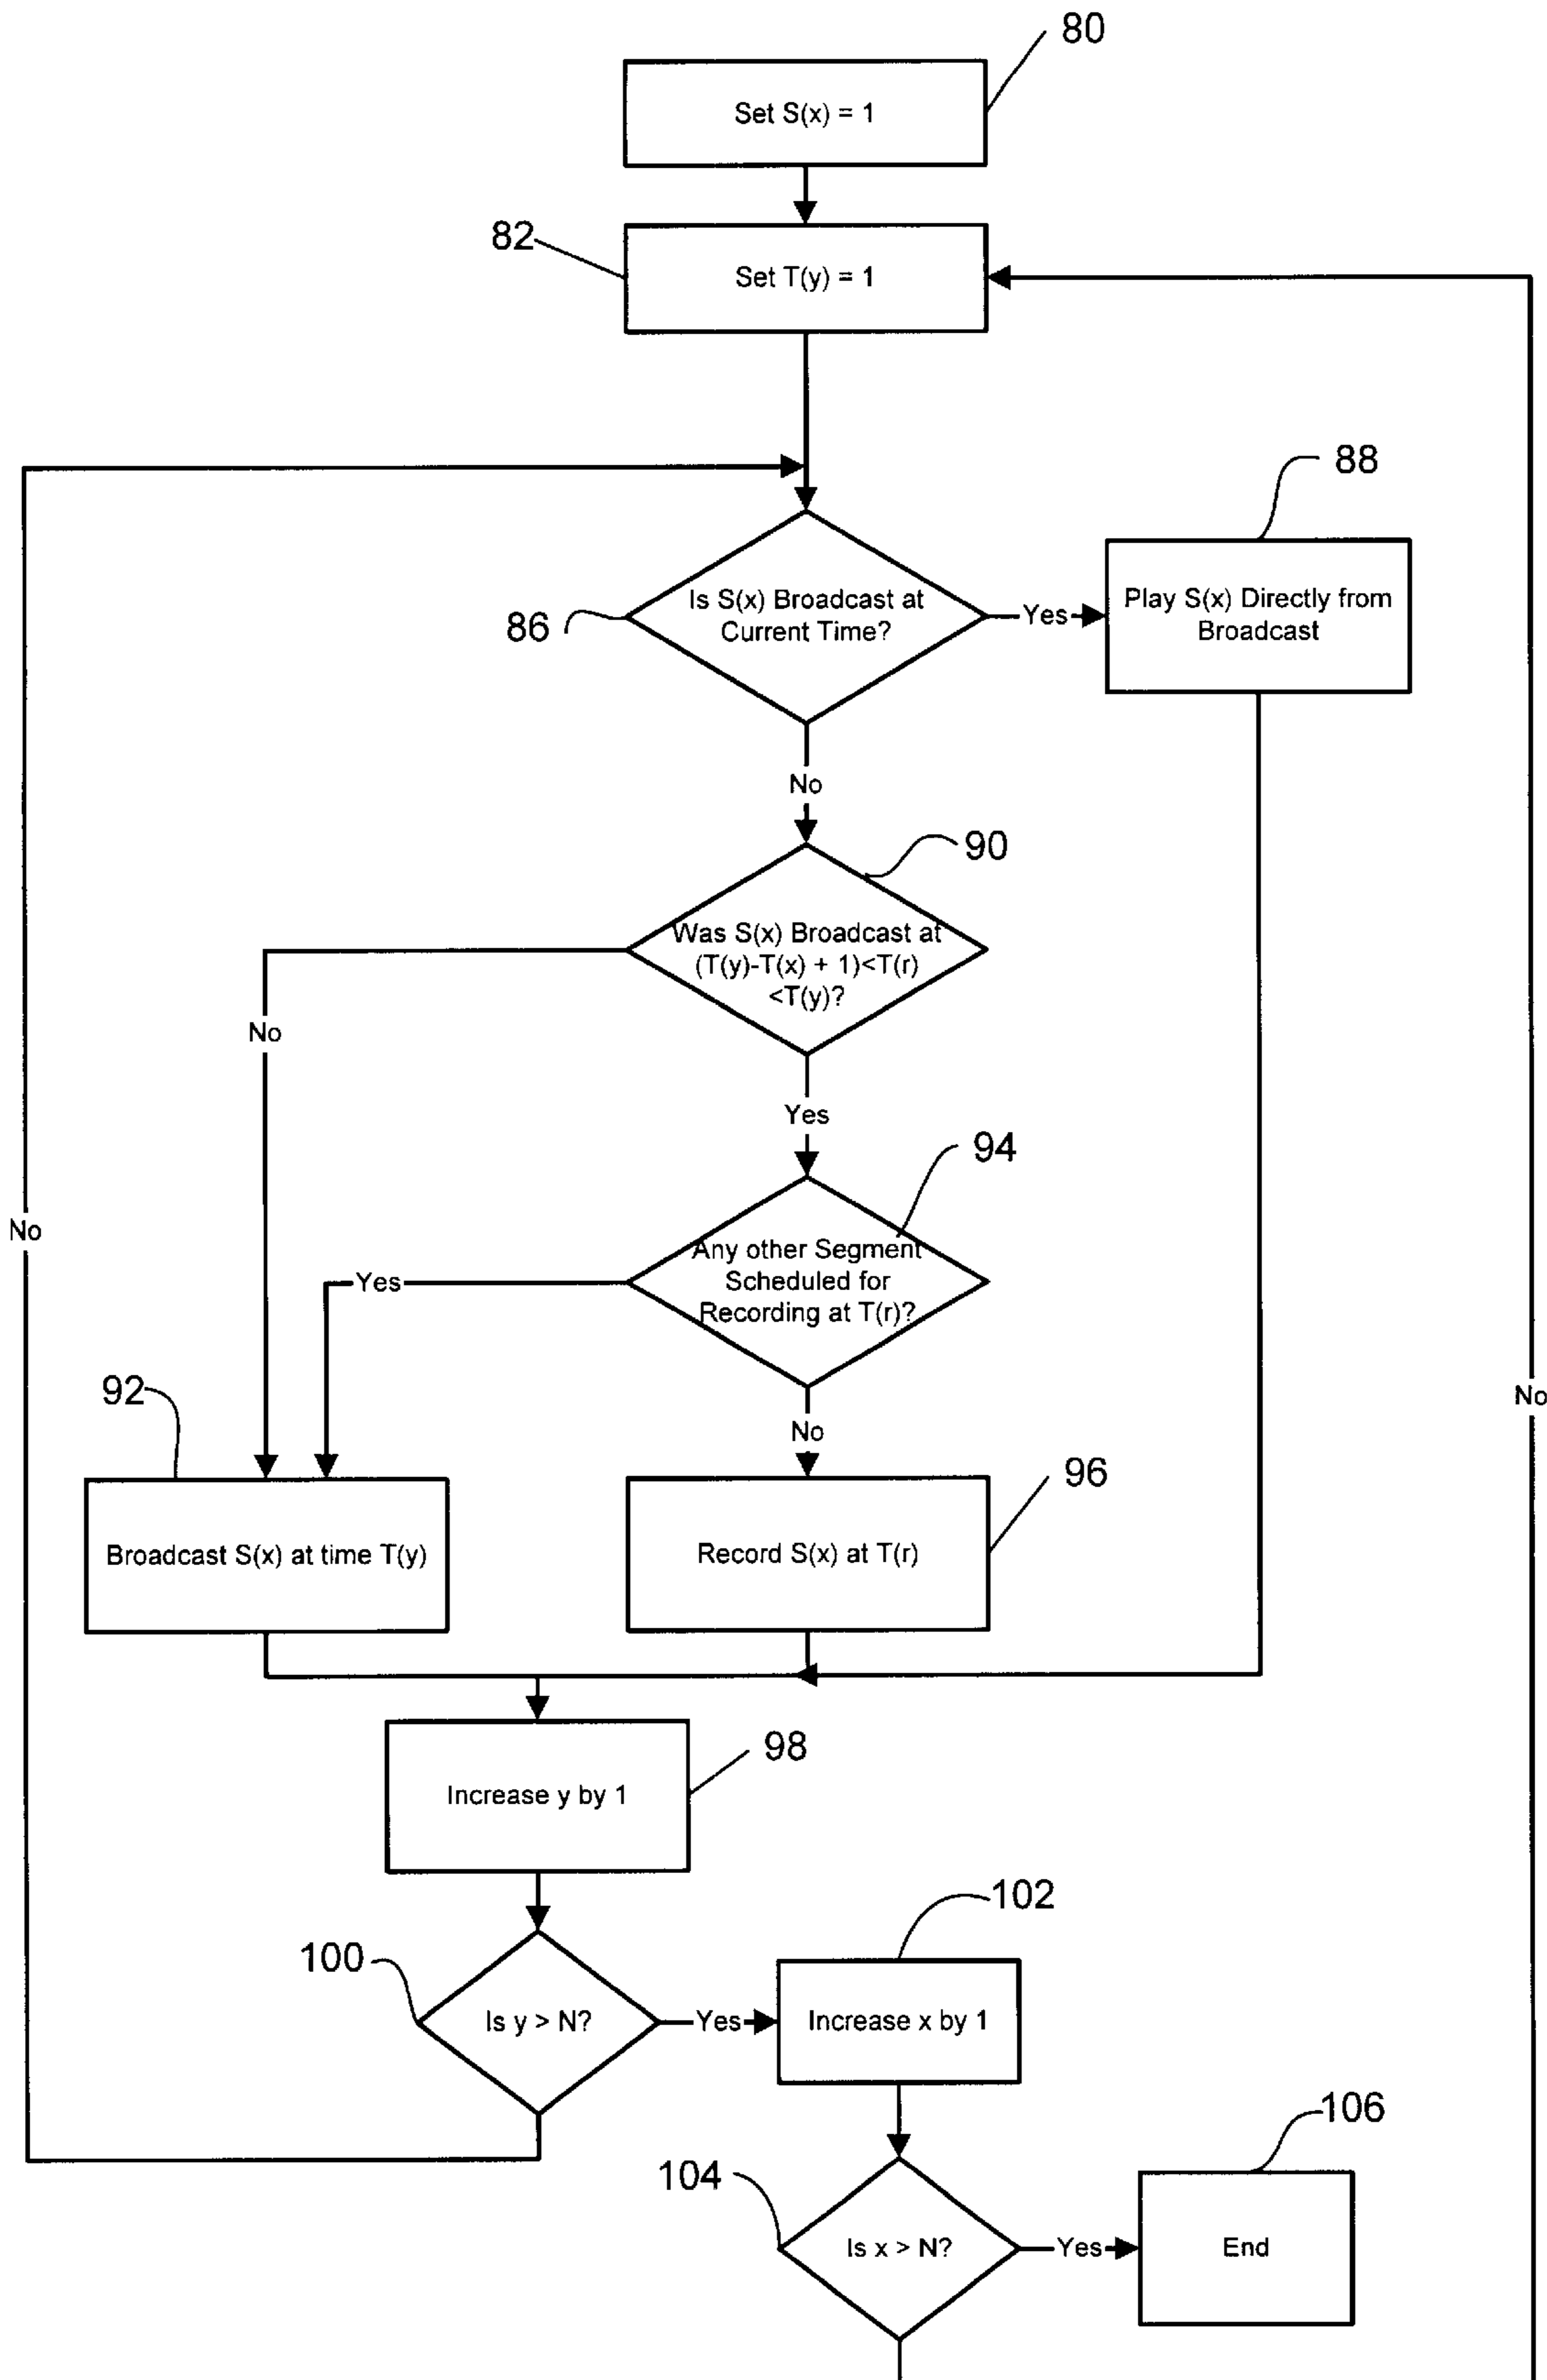 80
Set S(x) = 1
82
Set T(y) = 1
88
86
Is S(x) Broadcast at
Current Time?
Yes
Play S(x) Directly from
Broadcast
No
90
Was S(x) Broadcast at
(T(y)-T(x) + 1)<T(r)
<T(y)?
No
Yes
94
No
Any other Segment
Scheduled for
Recording at T(r)?
Yes
92
No
No
96
Broadcast S(x) at time T(y)
Record S(x) at T(r)
98
Increase y by 1
102
100
Is y > N?
Yes
Increase x by 1
106
104
Is x > N?
Yes
End